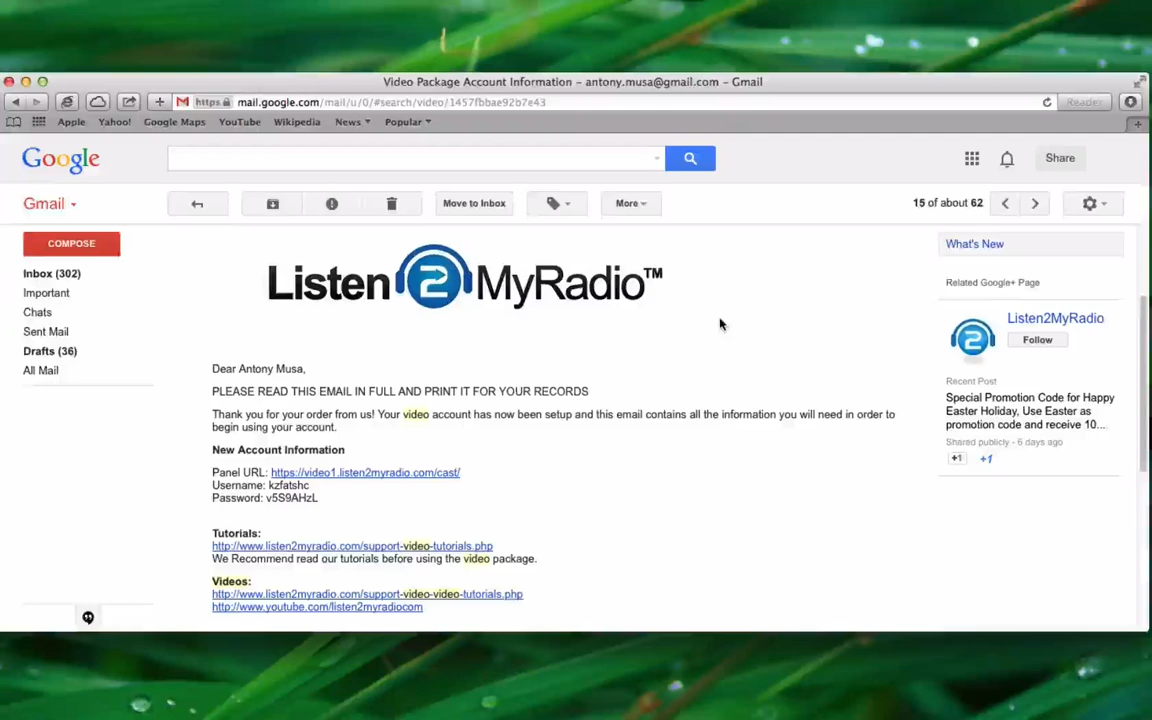 Video Package Account Information – antony.musa@gmail.com – Gmail
https mail.google.com/mail/u/0/#search/video/1457fbbae92b7e43
Reader
Apple Yahoo! Google Maps YouTube Wikipedia News Popular
Google
Share
Gmail
Move to Inbox
More
15 of about 62
COMPOSE
Inbox (302)
Important
Chats
Sent Mail
Drafts (36)
All Mail
Listen2MyRadio™
Dear Antony Musa,
PLEASE READ THIS EMAIL IN FULL AND PRINT IT FOR YOUR RECORDS
Thank you for your order from us! Your video account has now been setup and this email contains all the information you will need in order to
begin using your account.
New Account Information
Panel URL: https://video1.listen2myradio.com/cast/
Username: kzfatshc
Password: v5S9AHzL
Tutorials:
http://www.listen2myradio.com/support-video-tutorials.php
We Recommend read our tutorials before using the video package.
Videos:
http://www.listen2myradio.com/support-video-video-tutorials.php
http://www.youtube.com/listen2myradiocom
What's New
Related Google+ Page
Listen2MyRadio
Follow
Recent Post
Special Promotion Code for Happy
Easter Holiday, Use Easter as
promotion code and receive 10...
Shared publicly - 6 days ago
+1 +1